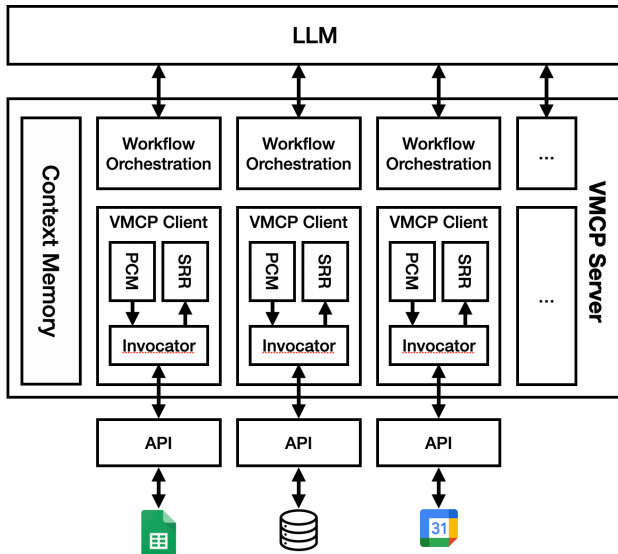 LLM
Context Memory
Workflow
Orchestration
Workflow
Orchestration
Workflow
Orchestration
...
VMCP Server
VMCP Client
PCM
SRR
Invocator
VMCP Client
PCM
SRR
Invocator
VMCP Client
PCM
SRR
Invocator
...
API
API
API
31